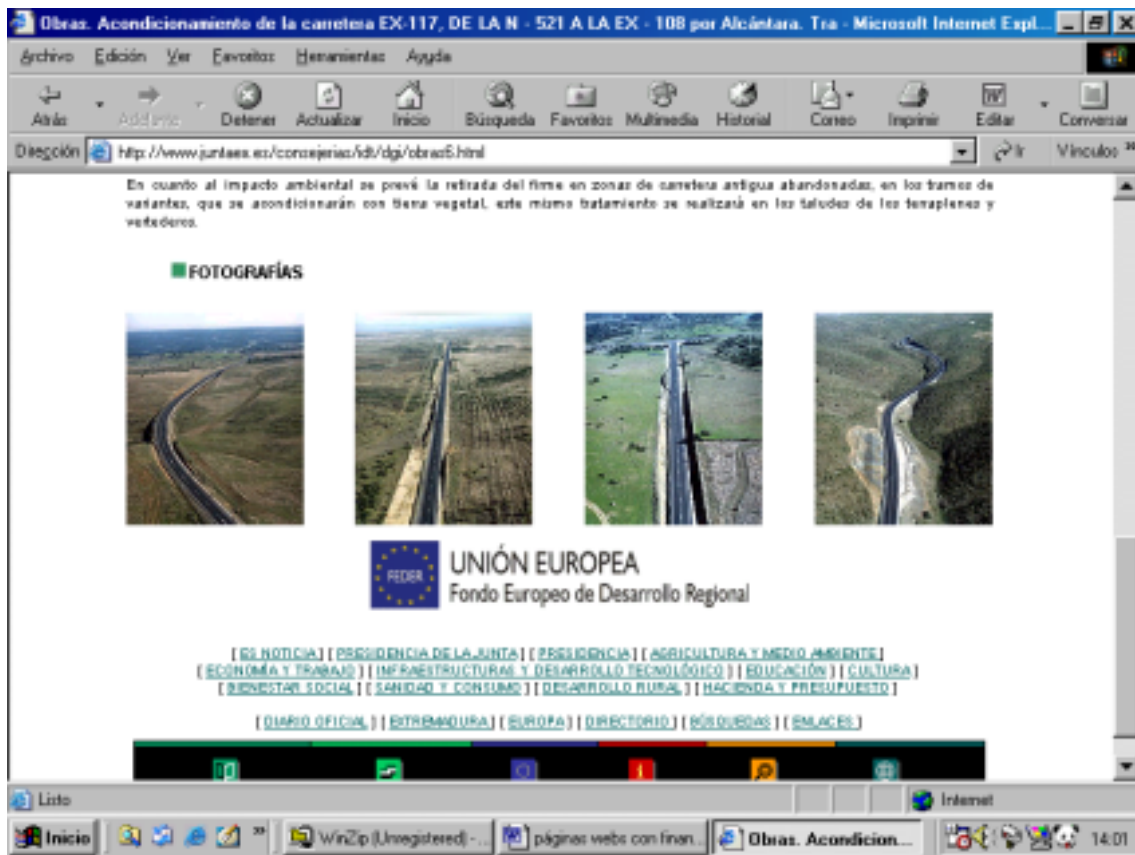 Obras. Acondicionamiento de la carretera EX-117, DE LA N - 521 A LA EX - 108 por Alcántara. Tra - Microsoft Internet Expl...
Archivo Edición Ver Favoritos Herramientas Ayuda
Atrás Adelante Detener Actualizar Inicio Búsqueda Favoritos Multimedia Historial Correo Imprimir Editar Conversar
Dirección http://www.juntaex.es/consejerias/idt/dgi/obras6.html Ir Vínculos »
En cuanto al impacto ambiental se prevé la retirada del firme en zonas de carretera antigua abandonadas, en los tramos de
variantes, que se acondicionarán con tierra vegetal, este mismo tratamiento se realizará en los taludes de los terraplenes y
vertederos.
FOTOGRAFÍAS
FEDER
UNIÓN EUROPEA
Fondo Europeo de Desarrollo Regional
[ ES NOTICIA ] [ PRESIDENCIA DE LA JUNTA ] [ PRESIDENCIA ] [ AGRICULTURA Y MEDIO AMBIENTE ]
[ ECONOMÍA Y TRABAJO ] [ INFRAESTRUCTURAS Y DESARROLLO TECNOLÓGICO ] [ EDUCACIÓN ] [ CULTURA ]
[ BIENESTAR SOCIAL ] [ SANIDAD Y CONSUMO ] [ DESARROLLO RURAL ] [ HACIENDA Y PRESUPUESTO ]
[ DIARIO OFICIAL ] [ EXTREMADURA ] [ EUROPA ] [ DIRECTORIO ] [ BÚSQUEDAS ] [ ENLACES ]
Listo Internet
Inicio » WinZip (Unregistered) -... páginas webs con finan... Obras. Acondicion... 14:01